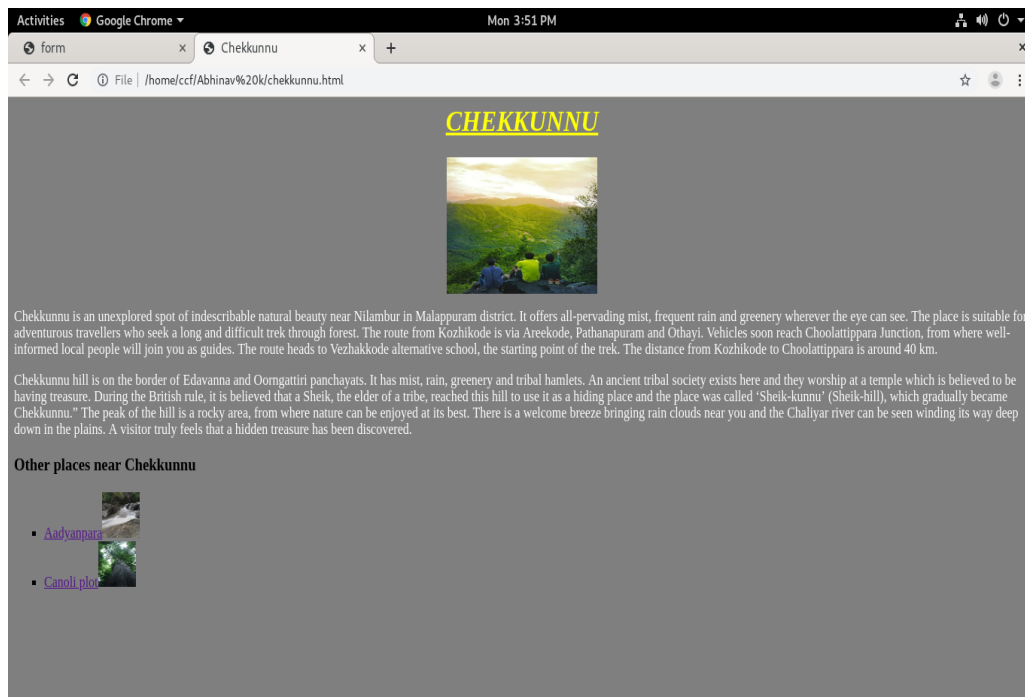 Activities Google Chrome Mon 3:51 PM
form Chekkunnu
File /home/ccf/Abhinav%20k/chekkunnu.html
CHEKKUNNU
Chekkunnu is an unexplored spot of indescribable natural beauty near Nilambur in Malappuram district. It offers all-pervading mist, frequent rain and greenery wherever the eye can see. The place is suitable for
adventurous travellers who seek a long and difficult trek through forest. The route from Kozhikode is via Areekode, Pathanapuram and Othayi. Vehicles soon reach Choolattippara Junction, from where well-
informed local people will join you as guides. The route heads to Vezhakkode alternative school, the starting point of the trek. The distance from Kozhikode to Choolattippara is around 40 km.
Chekkunnu hill is on the border of Edavanna and Oorngattiri panchayats. It has mist, rain, greenery and tribal hamlets. An ancient tribal society exists here and they worship at a temple which is believed to be
having treasure. During the British rule, it is believed that a Sheik, the elder of a tribe, reached this hill to use it as a hiding place and the place was called ‘Sheik-kunnu’ (Sheik-hill), which gradually became
Chekkunnu." The peak of the hill is a rocky area, from where nature can be enjoyed at its best. There is a welcome breeze bringing rain clouds near you and the Chaliyar river can be seen winding its way deep
down in the plains. A visitor truly feels that a hidden treasure has been discovered.
Other places near Chekkunnu
Aadyanpara
Canoli plot